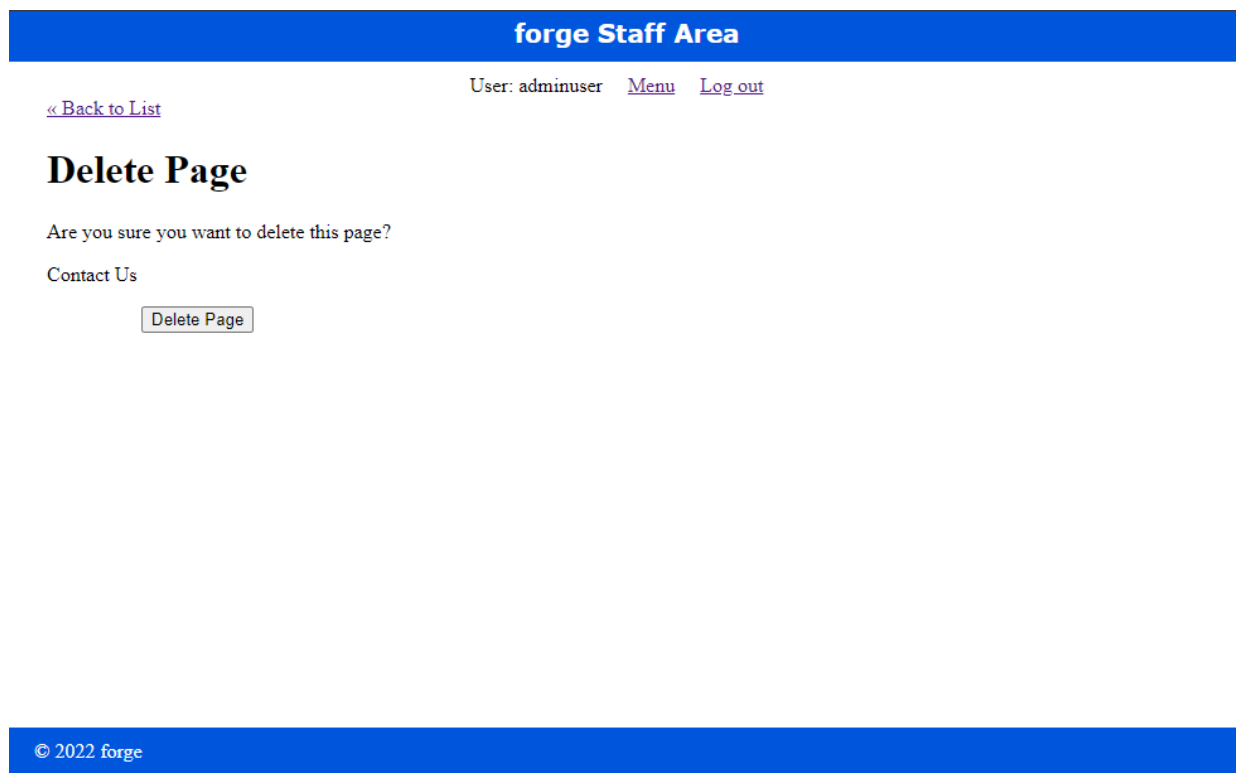 forge Staff Area
User: adminuser Menu Log out
« Back to List
Delete Page
Are you sure you want to delete this page?
Contact Us
Delete Page
© 2022 forge